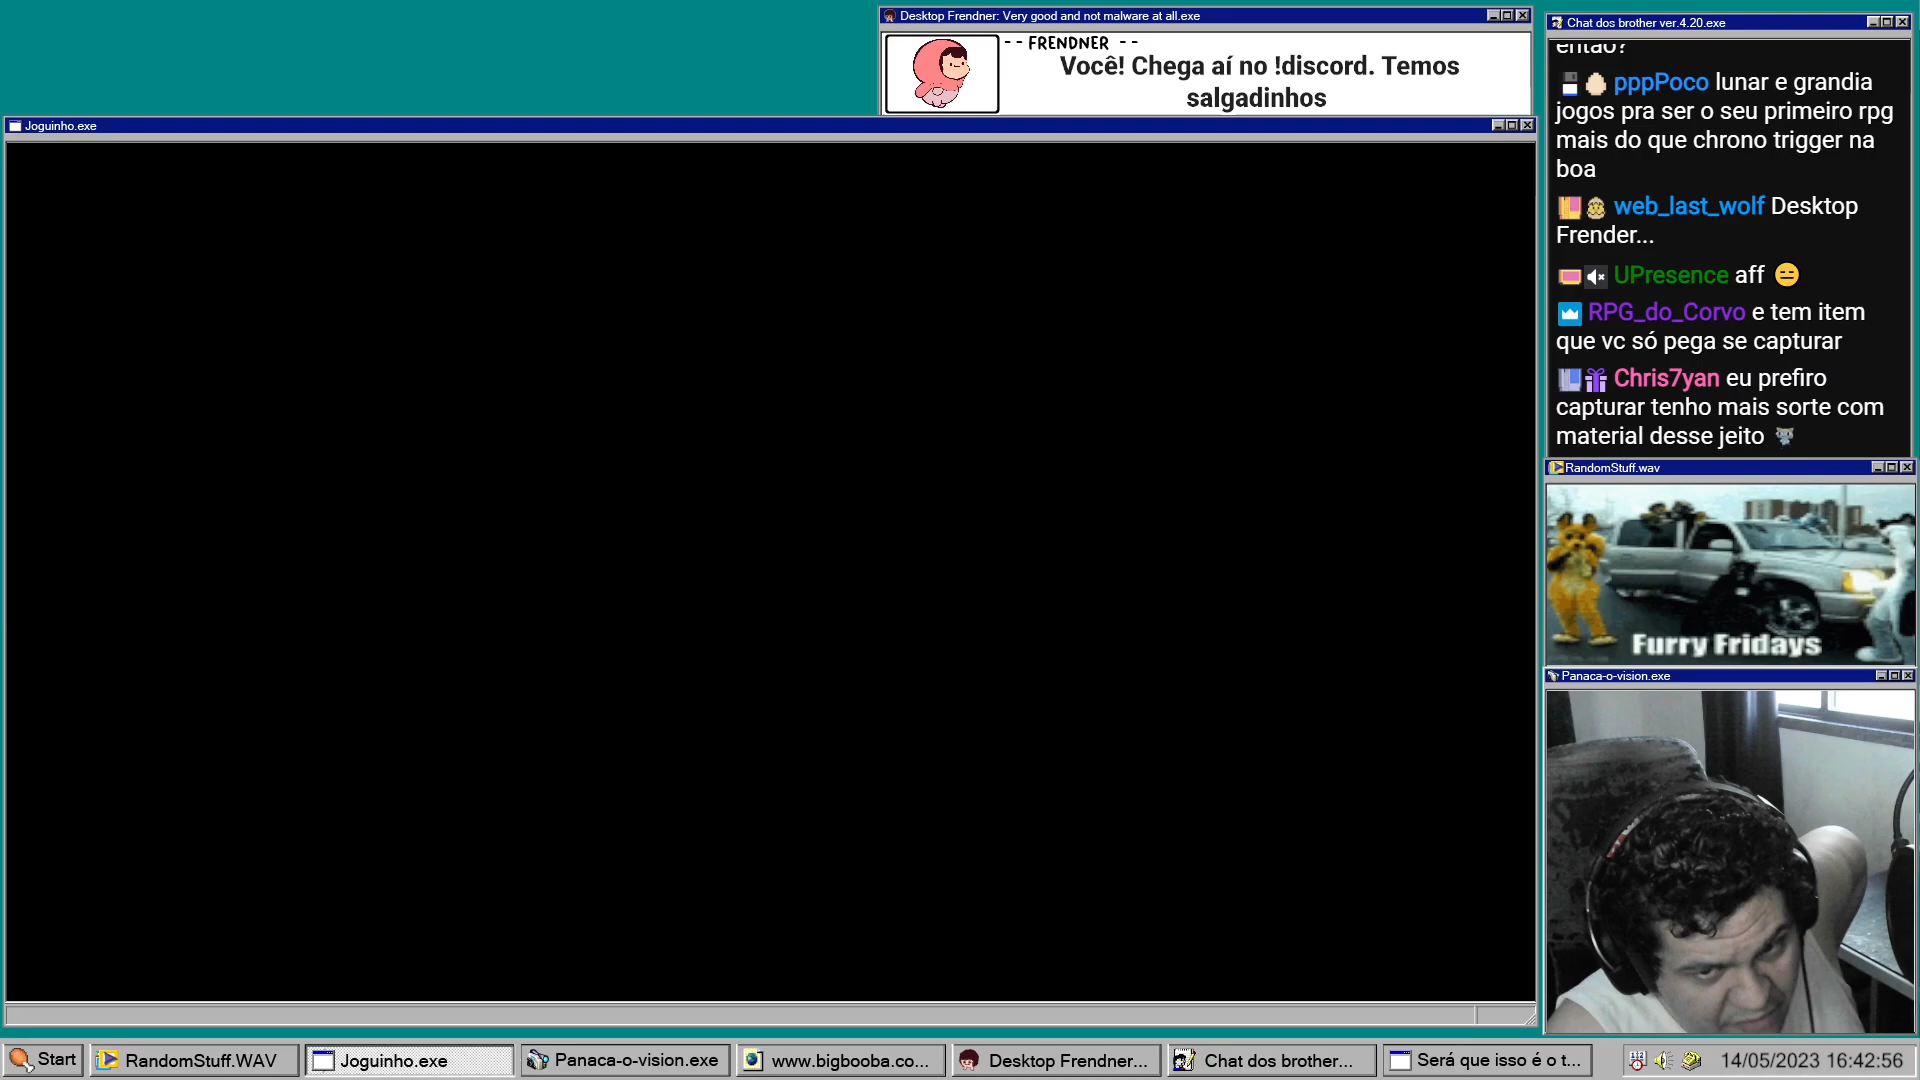 Desktop Frendner: Very good and not malware at all.exe
-- FRENDNER --
Você! Chega aí no !discord. Temos
salgadinhos
Joguinho.exe
Chat dos brother ver.4.20.exe
então?
pppPoco lunar e grandia
jogos pra ser o seu primeiro rpg
mais do que chrono trigger na
boa
web_last_wolf Desktop
Frender...
UPresence aff 😑
RPG_do_Corvo e tem item
que vc só pega se capturar
Chris7yan eu prefiro
capturar tenho mais sorte com
material desse jeito
RandomStuff.wav
Furry Fridays
Panaca-o-vision.exe
Start
RandomStuff.WAV
Joguinho.exe
Panaca-o-vision.exe
www.bigbooba.co...
Desktop Frendner...
Chat dos brother...
Será que isso é o t...
14/05/2023 16:42:56